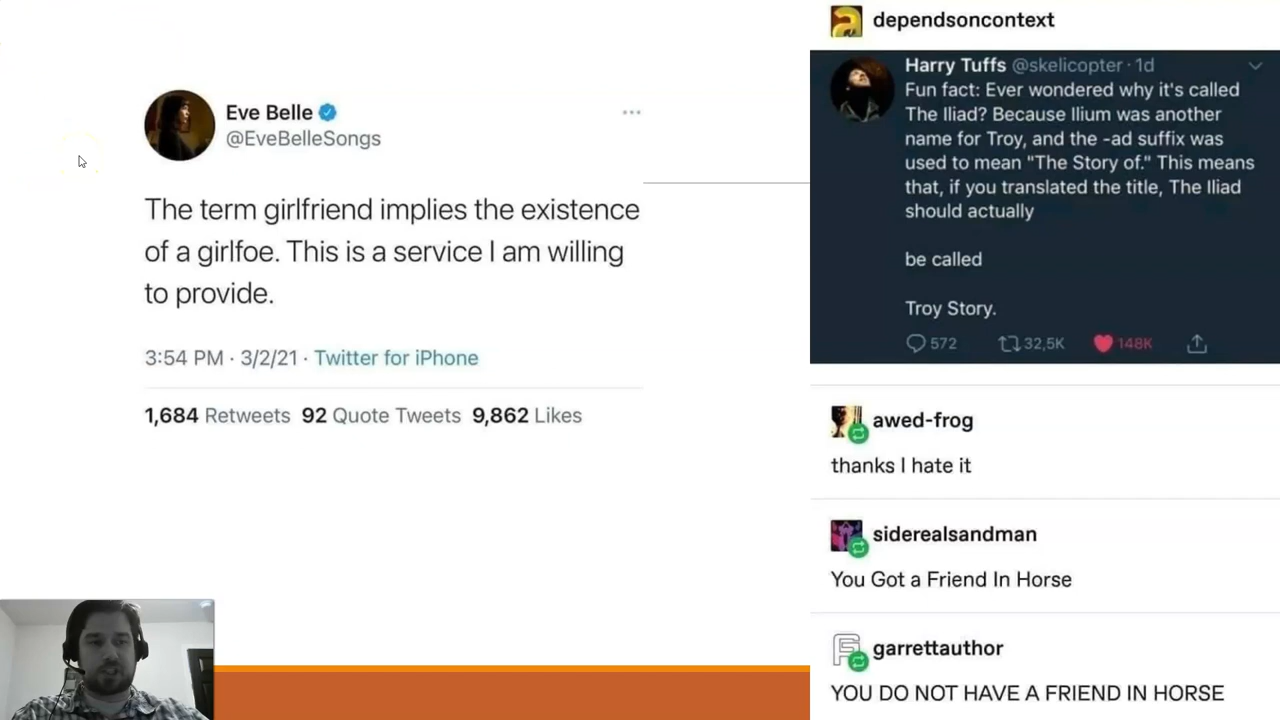 Eve Belle
@EveBelleSongs
The term girlfriend implies the existence
of a girlfoe. This is a service I am willing
to provide.
3:54 PM · 3/2/21 · Twitter for iPhone
1,684 Retweets 92 Quote Tweets 9,862 Likes
dependsoncontext
Harry Tuffs @skelicopter · 1d
Fun fact: Ever wondered why it's called
The Iliad? Because Ilium was another
name for Troy, and the -ad suffix was
used to mean "The Story of." This means
that, if you translated the title, The Iliad
should actually
be called
Troy Story.
572 32,5K 148K
awed-frog
thanks I hate it
siderealsandman
You Got a Friend In Horse
garrettauthor
YOU DO NOT HAVE A FRIEND IN HORSE